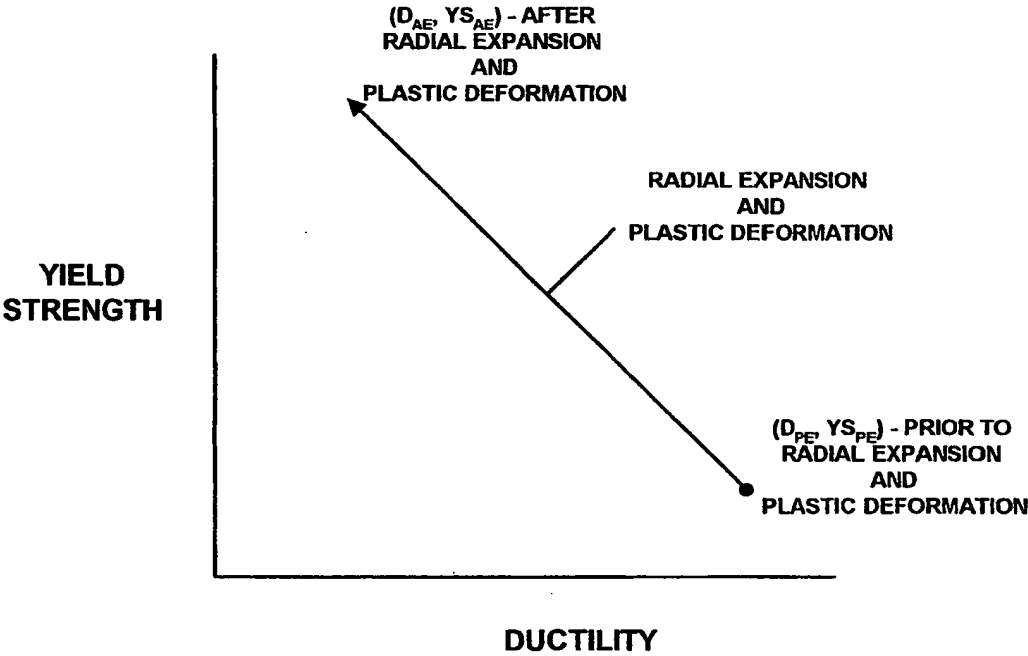 (D_AE, YS_AE) - AFTER
RADIAL EXPANSION
AND
PLASTIC DEFORMATION
RADIAL EXPANSION
AND
PLASTIC DEFORMATION
YIELD
STRENGTH
(D_PE, YS_PE) - PRIOR TO
RADIAL EXPANSION
AND
PLASTIC DEFORMATION
DUCTILITY